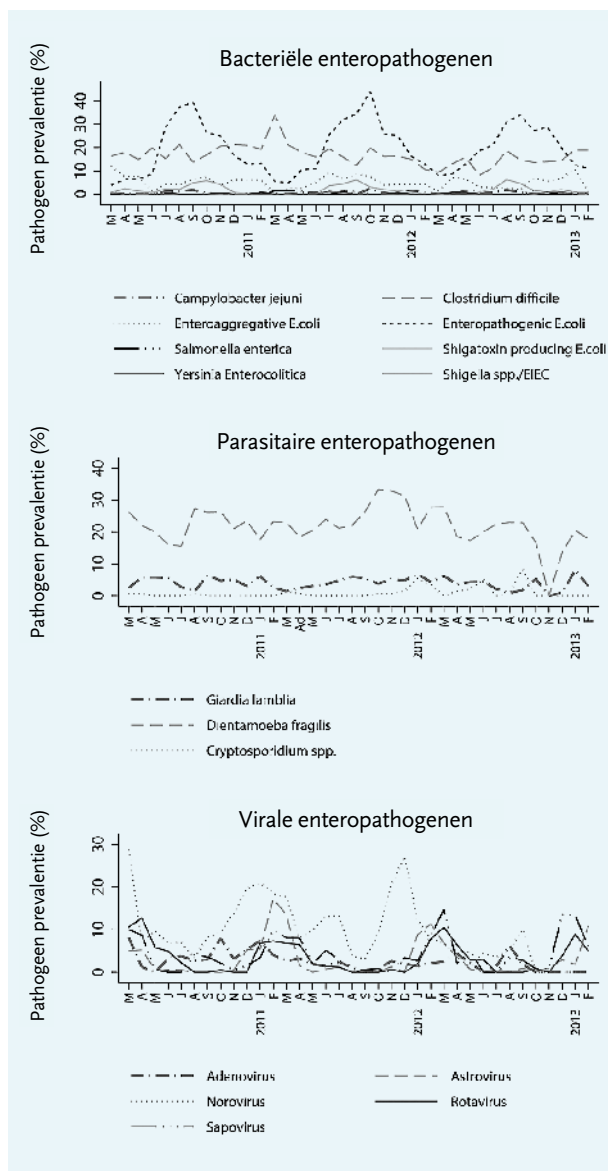 Bacteriële enteropathogenen
Pathogeen prevalentie (%)
40
30
20
10
0
M A M J J A S O N D J F M A M J J A S O N D J F M A M J J A S O N D J F
2011 2012 2013
Campylobacter jejuni Clostridium difficile
Enteroaggregative E.coli Enteropathogenic E.coli
Salmonella enterica Shigatoxin producing E.coli
Yersinia Enterocolitica Shigella spp./EIEC
Parasitaire enteropathogenen
Pathogeen prevalentie (%)
40
30
20
10
0
M A M J J A S O N D J F M Ad M J J A S O N D J F M A M J J A S O N D J F
2011 2012 2013
Giardia lamblia
Dientamoeba fragilis
Cryptosporidium spp.
Virale enteropathogenen
Pathogeen prevalentie (%)
30
20
10
0
M A M J J A S O N D J F M A M J J A S O N D J F M A M J J A S O N D J F
2011 2012 2013
Adenovirus Astrovirus
Norovirus Rotavirus
Sapovirus